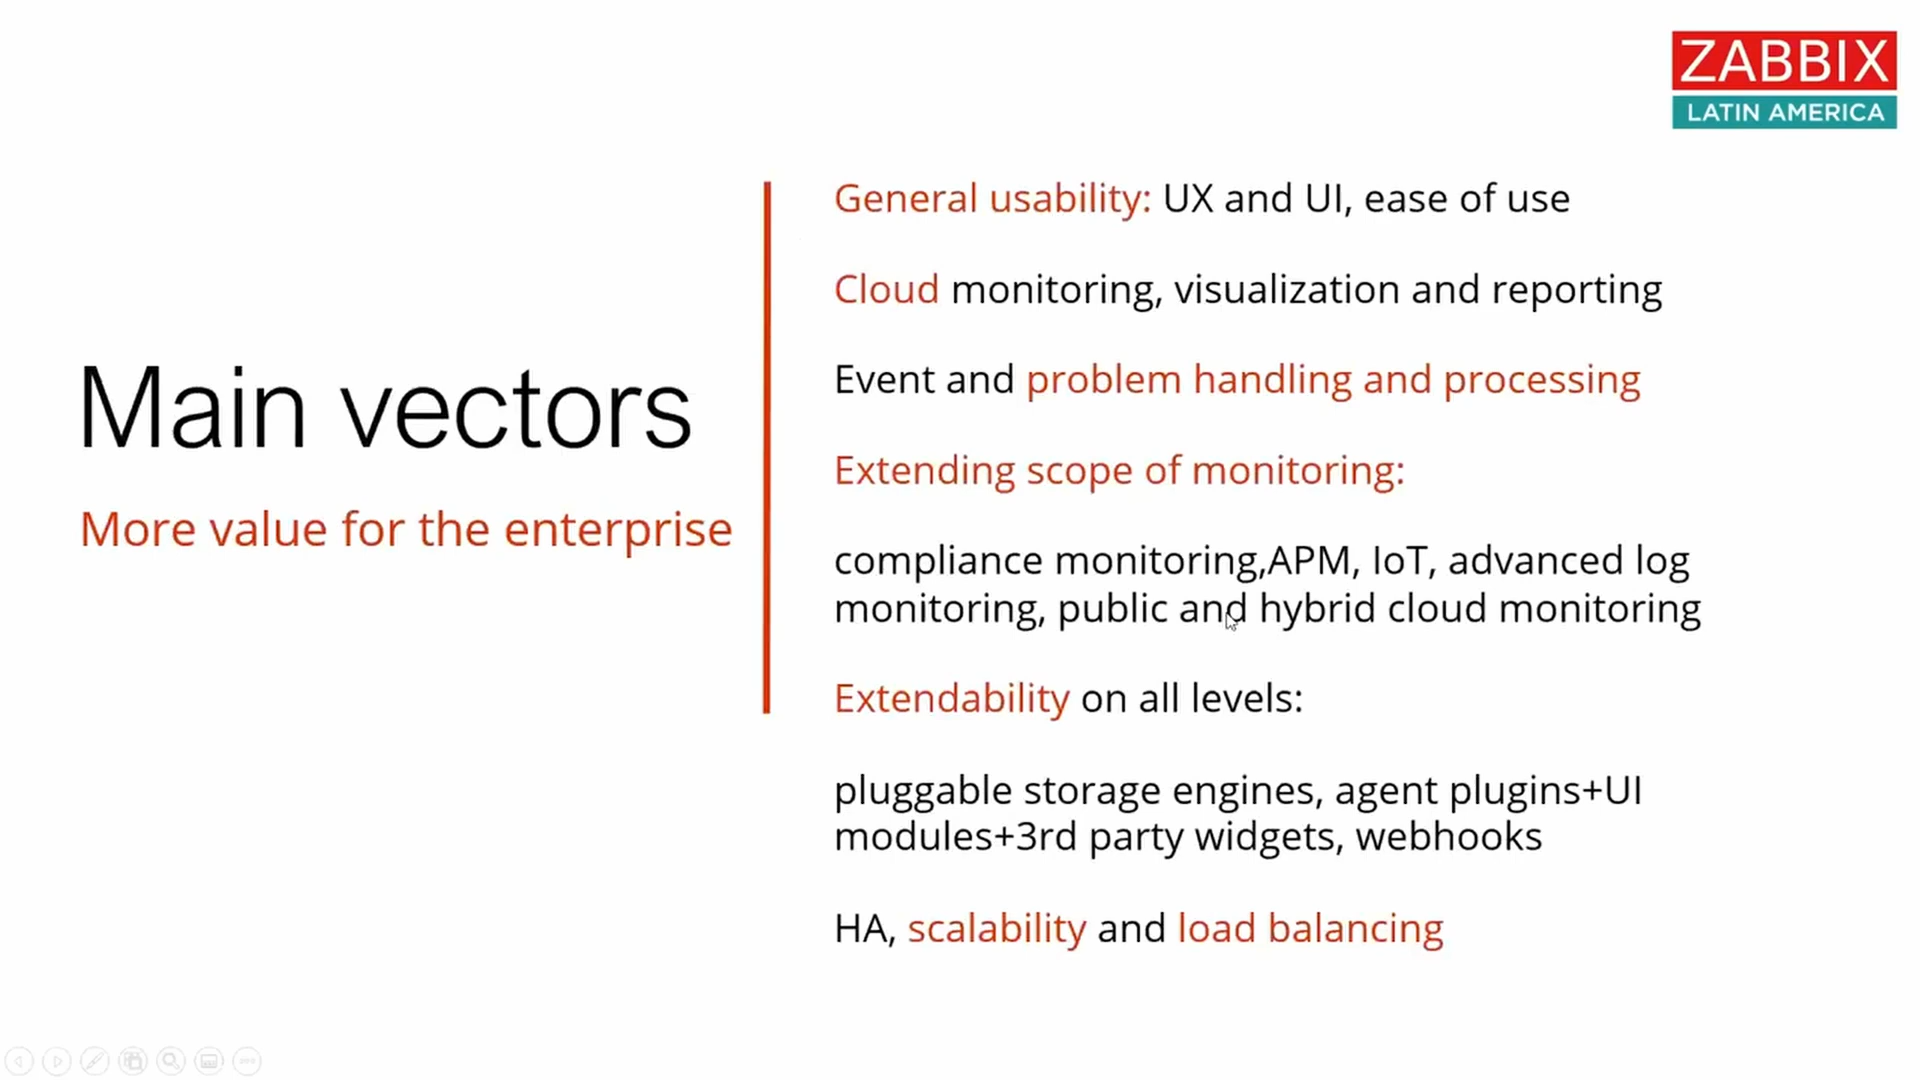 ZABBIX
LATIN AMERICA
Main vectors
More value for the enterprise
General usability: UX and UI, ease of use
Cloud monitoring, visualization and reporting
Event and problem handling and processing
Extending scope of monitoring:
compliance monitoring,APM, IoT, advanced log
monitoring, public and hybrid cloud monitoring
Extendability on all levels:
pluggable storage engines, agent plugins+UI
modules+3rd party widgets, webhooks
HA, scalability and load balancing